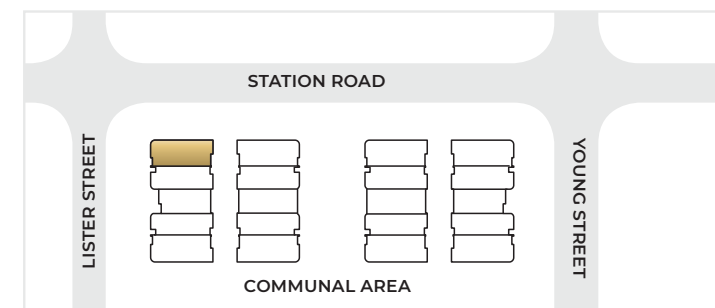 STATION ROAD
LISTER STREET
YOUNG STREET
COMMUNAL AREA